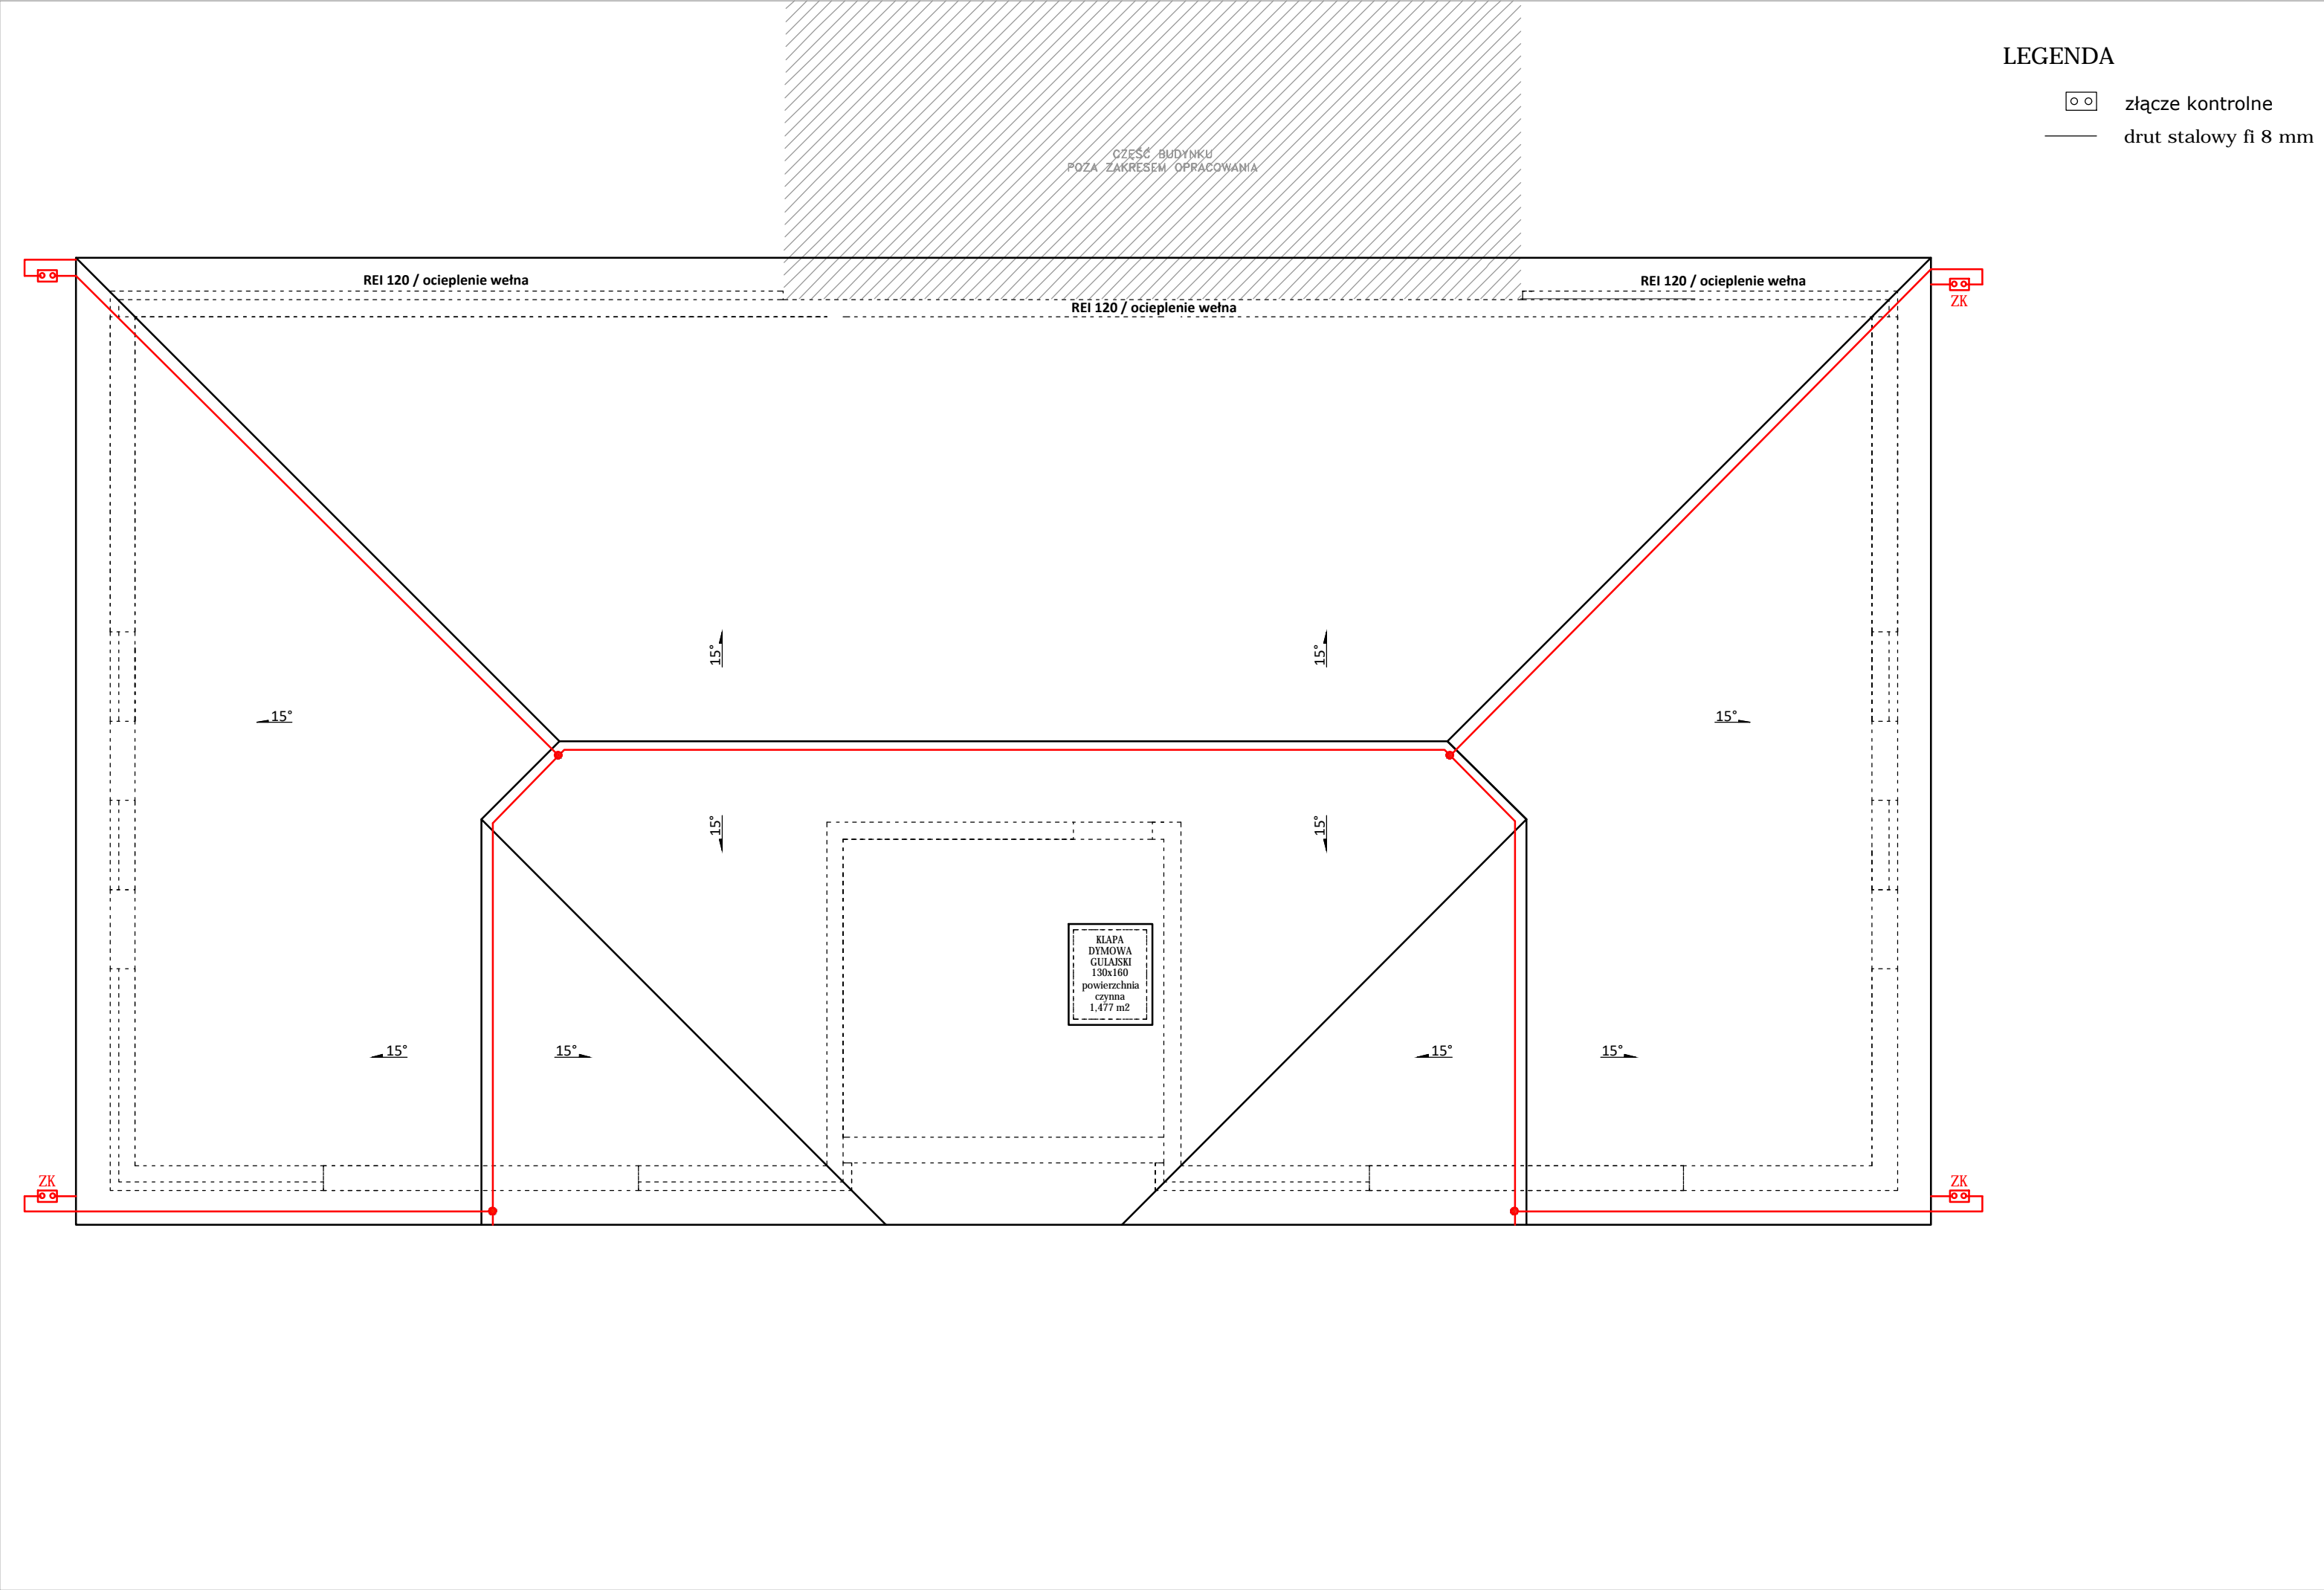 LEGENDA
złącze kontrolne
drut stalowy fi 8 mm
CZĘŚĆ BUDYNKU
POZA ZAKRESEM OPRACOWANIA
REI 120 / ocieplenie wełna
REI 120 / ocieplenie wełna
REI 120 / ocieplenie wełna
ZK
15°
15°
15°
15°
15°
15°
KLAPA
DYMOWA
GULAJSKI
130x160
powierzchnia
czynna
1,477 m2
15°
15°
15°
15°
ZK
ZK